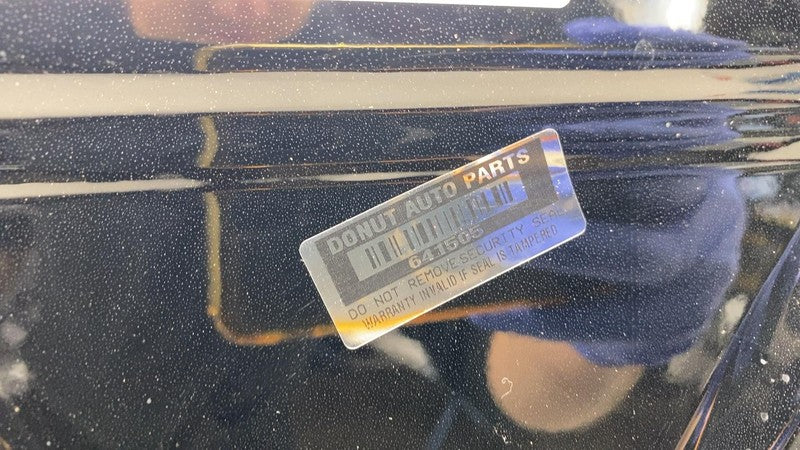 DONUT AUTO PARTS
641505
DO NOT REMOVE SECURITY SEAL
WARRANTY INVALID IF SEAL IS TAMPERED